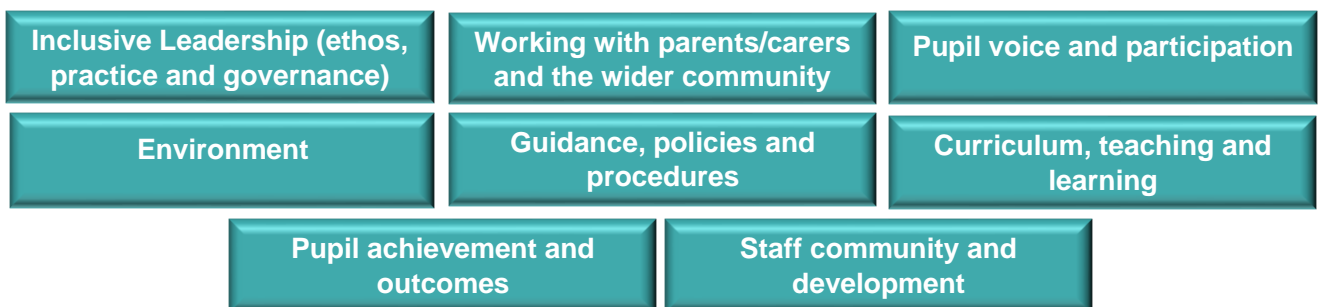 Inclusive Leadership (ethos,
practice and governance)
Working with parents/carers
and the wider community
Pupil voice and participation
Environment
Guidance, policies and
procedures
Curriculum, teaching and
learning
Pupil achievement and
outcomes
Staff community and
development